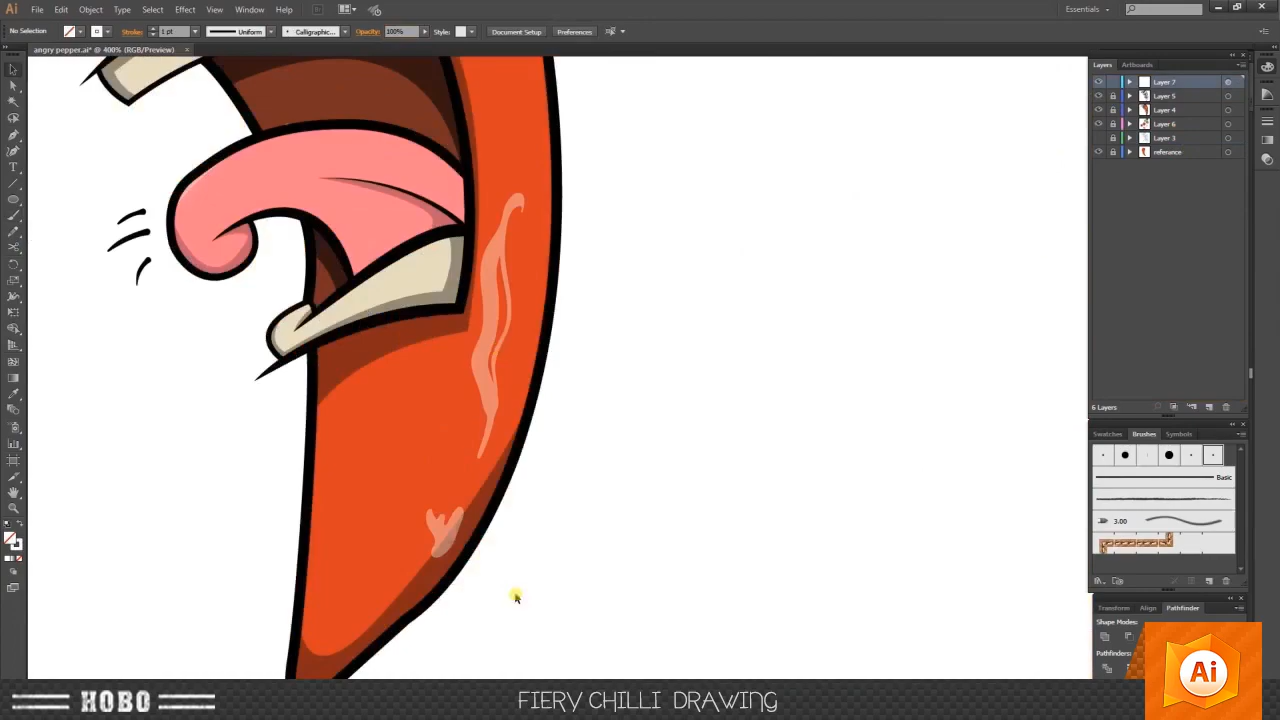 Ai File Edit Object Type Select Effect View Window Help Br Essentials
No Selection Stroke: 1 pt Uniform Calligraphic... Opacity: 100% Style: Document Setup Preferences
angry pepper.ai* @ 400% (RGB/Preview) ×
Layers Artboards
Layer 7
Layer 5
Layer 4
Layer 6
Layer 3
referance
6 Layers
Swatches Brushes Symbols
Basic
3.00
Transform Align Pathfinder
Shape Modes:
Pathfinders:
Ai
HOBO FIERY CHILLI DRAWING